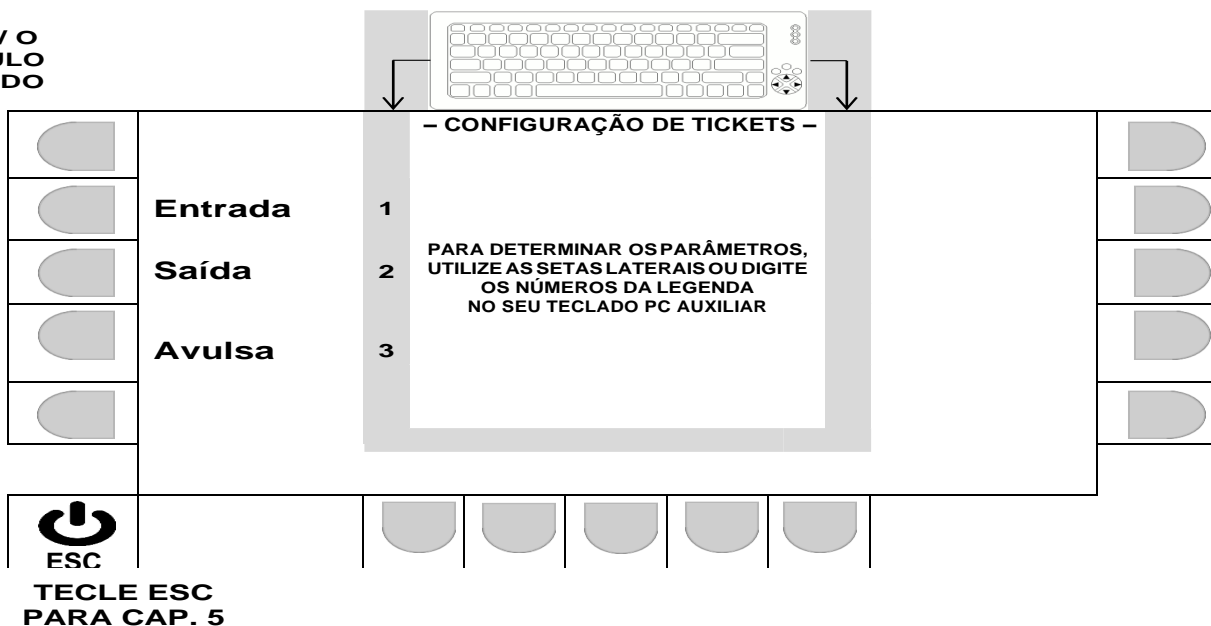 O
DO
– CONFIGURAÇÃO DE TICKETS –
Entrada 1
Saída 2
Avulsa 3
PARA DETERMINAR OS PARÂMETROS,
UTILIZE AS SETAS LATERAIS OU DIGITE
OS NÚMEROS DA LEGENDA
NO SEU TECLADO PC AUXILIAR
ESC
TECLE ESC
PARA CAP. 5